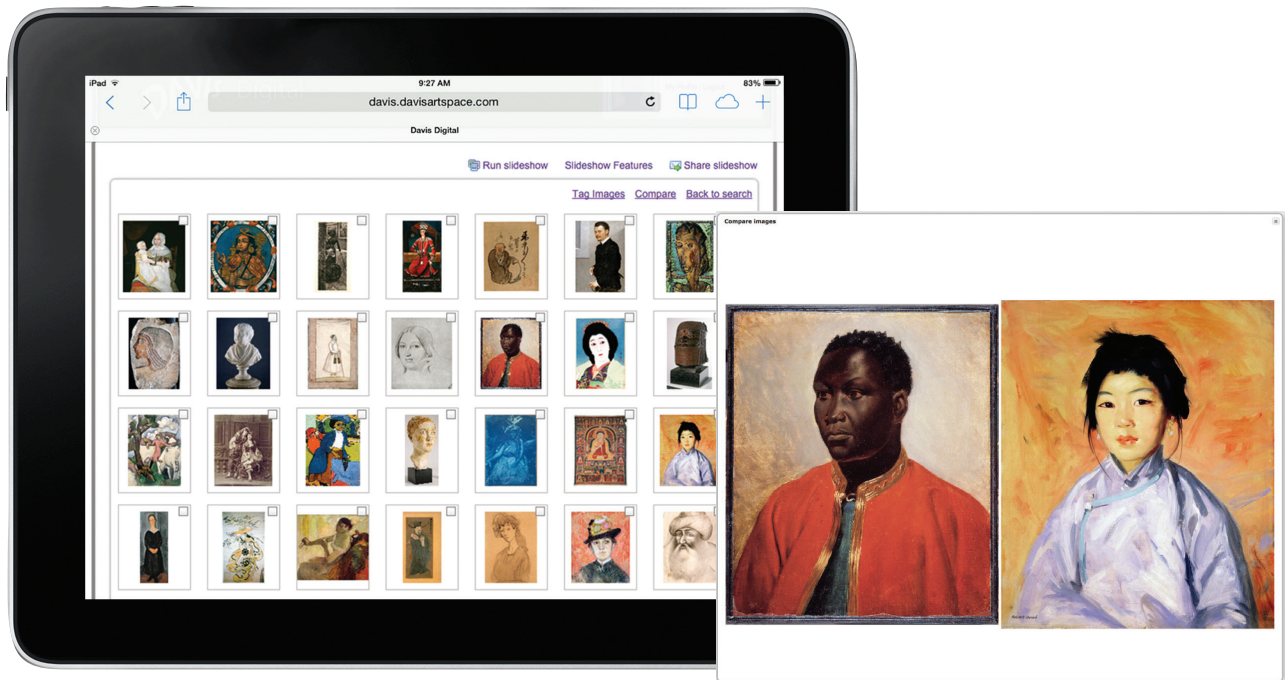 iPad 9:27 AM 83%
davis.davisartspace.com
Davis Digital
Run slideshow Slideshow Features Share slideshow
Tag Images Compare Back to search
Compare images